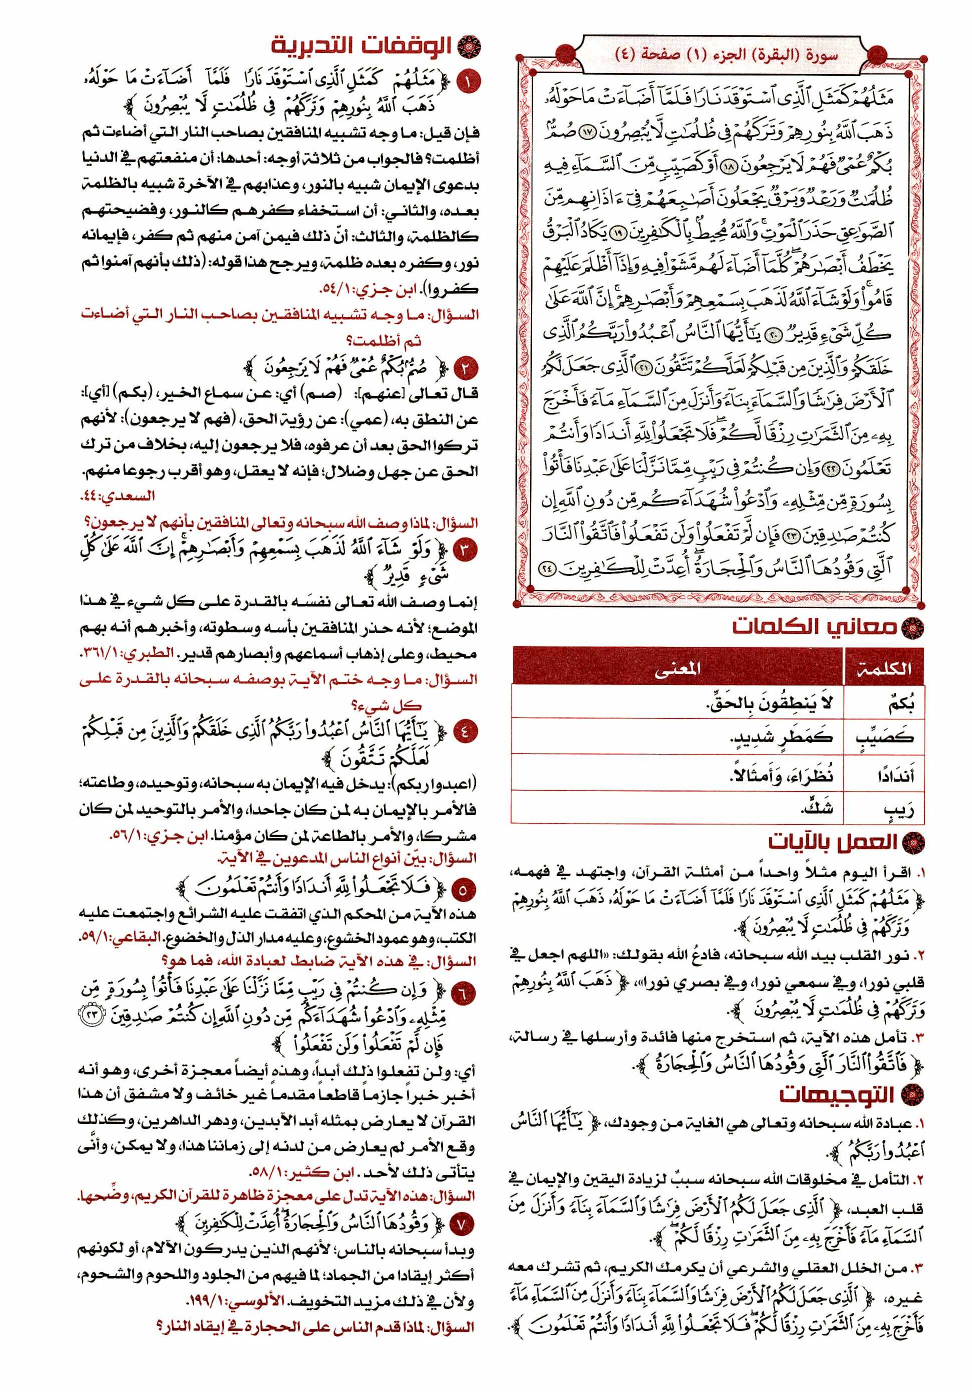 سورة (البقرة) الجزء (١) صفحة (٤)
مَثَلُهُمْ كَمَثَلِ ٱلَّذِى ٱسْتَوْقَدَ نَارًا فَلَمَّآ أَضَآءَتْ مَا حَوْلَهُۥ
ذَهَبَ ٱللَّهُ بِنُورِهِمْ وَتَرَكَهُمْ فِى ظُلُمَٰتٍ لَّا يُبْصِرُونَ ١٧ صُمٌّۢ
بُكْمٌ عُمْىٌ فَهُمْ لَا يَرْجِعُونَ ١٨ أَوْ كَصَيِّبٍ مِّنَ ٱلسَّمَآءِ فِيهِ
ظُلُمَٰتٌ وَرَعْدٌ وَبَرْقٌ يَجْعَلُونَ أَصَٰبِعَهُمْ فِىٓ ءَاذَانِهِم مِّنَ
ٱلصَّوَٰعِقِ حَذَرَ ٱلْمَوْتِ ۚ وَٱللَّهُ مُحِيطٌۢ بِٱلْكَٰفِرِينَ ١٩ يَكَادُ ٱلْبَرْقُ
يَخْطَفُ أَبْصَٰرَهُمْ ۖ كُلَّمَآ أَضَآءَ لَهُم مَّشَوْا۟ فِيهِ وَإِذَآ أَظْلَمَ عَلَيْهِمْ
قَامُوا۟ ۚ وَلَوْ شَآءَ ٱللَّهُ لَذَهَبَ بِسَمْعِهِمْ وَأَبْصَٰرِهِمْ ۚ إِنَّ ٱللَّهَ عَلَىٰ
كُلِّ شَىْءٍ قَدِيرٌ ٢٠ يَٰٓأَيُّهَا ٱلنَّاسُ ٱعْبُدُوا۟ رَبَّكُمُ ٱلَّذِى
خَلَقَكُمْ وَٱلَّذِينَ مِن قَبْلِكُمْ لَعَلَّكُمْ تَتَّقُونَ ٢١ ٱلَّذِى جَعَلَ لَكُمُ
ٱلْأَرْضَ فِرَٰشًا وَٱلسَّمَآءَ بِنَآءً وَأَنزَلَ مِنَ ٱلسَّمَآءِ مَآءً فَأَخْرَجَ
بِهِۦ مِنَ ٱلثَّمَرَٰتِ رِزْقًا لَّكُمْ ۖ فَلَا تَجْعَلُوا۟ لِلَّهِ أَندَادًا وَأَنتُمْ
تَعْلَمُونَ ٢٢ وَإِن كُنتُمْ فِى رَيْبٍ مِّمَّا نَزَّلْنَا عَلَىٰ عَبْدِنَا فَأْتُوا۟
بِسُورَةٍ مِّن مِّثْلِهِۦ وَٱدْعُوا۟ شُهَدَآءَكُم مِّن دُونِ ٱللَّهِ إِن
كُنتُمْ صَٰدِقِينَ ٢٣ فَإِن لَّمْ تَفْعَلُوا۟ وَلَن تَفْعَلُوا۟ فَٱتَّقُوا۟ ٱلنَّارَ
ٱلَّتِى وَقُودُهَا ٱلنَّاسُ وَٱلْحِجَارَةُ ۖ أُعِدَّتْ لِلْكَٰفِرِينَ ٢٤
معاني الكلمات
الكلمة المعنى
بُكمٌ لاَ يَنطِقُونَ بِالحَقِّ.
كَصَيِّبٍ كَمَطَرٍ شَدِيدٍ.
أَندَادًا نُظَرَاءَ، وَأَمثَالاً.
رَيبٍ شَكٍّ.
العمل بالآيات
١. اقرأ اليوم مثلاً واحداً من أمثلة القرآن، واجتهد في فهمه،
﴿ مَثَلُهُمْ كَمَثَلِ ٱلَّذِى ٱسْتَوْقَدَ نَارًا فَلَمَّآ أَضَآءَتْ مَا حَوْلَهُۥ ذَهَبَ ٱللَّهُ بِنُورِهِمْ
وَتَرَكَهُمْ فِى ظُلُمَٰتٍ لَّا يُبْصِرُونَ ﴾.
٢. نور القلب بيد الله سبحانه، فادعُ الله بقولك: «اللهم اجعل في
قلبي نورا، وفي سمعي نورا، وفي بصري نورا»، ﴿ ذَهَبَ ٱللَّهُ بِنُورِهِمْ
وَتَرَكَهُمْ فِى ظُلُمَٰتٍ لَّا يُبْصِرُونَ ﴾.
٣. تأمل هذه الآية، ثم استخرج منها فائدة وأرسلها في رسالة،
﴿ فَٱتَّقُوا۟ ٱلنَّارَ ٱلَّتِى وَقُودُهَا ٱلنَّاسُ وَٱلْحِجَارَةُ ﴾.
التوجيهات
١. عبادة الله سبحانه وتعالى هي الغاية من وجودك، ﴿ يَٰٓأَيُّهَا ٱلنَّاسُ
ٱعْبُدُوا۟ رَبَّكُمُ ﴾.
٢. التأمل في مخلوقات الله سبحانه سببٌ لزيادة اليقين والإيمان في
قلب العبد، ﴿ ٱلَّذِى جَعَلَ لَكُمُ ٱلْأَرْضَ فِرَٰشًا وَٱلسَّمَآءَ بِنَآءً وَأَنزَلَ مِنَ
ٱلسَّمَآءِ مَآءً فَأَخْرَجَ بِهِۦ مِنَ ٱلثَّمَرَٰتِ رِزْقًا لَّكُمْ ﴾.
٣. من الخلل العقلي والشرعي أن يكرمك الكريم، ثم تشرك معه
غيره، ﴿ ٱلَّذِى جَعَلَ لَكُمُ ٱلْأَرْضَ فِرَٰشًا وَٱلسَّمَآءَ بِنَآءً وَأَنزَلَ مِنَ ٱلسَّمَآءِ مَآءً
فَأَخْرَجَ بِهِۦ مِنَ ٱلثَّمَرَٰتِ رِزْقًا لَّكُمْ ۖ فَلَا تَجْعَلُوا۟ لِلَّهِ أَندَادًا وَأَنتُمْ تَعْلَمُونَ ﴾.
الوقفات التدبرية
١ ﴿ مَثَلُهُمْ كَمَثَلِ ٱلَّذِى ٱسْتَوْقَدَ نَارًا فَلَمَّآ أَضَآءَتْ مَا حَوْلَهُۥ
ذَهَبَ ٱللَّهُ بِنُورِهِمْ وَتَرَكَهُمْ فِى ظُلُمَٰتٍ لَّا يُبْصِرُونَ ﴾
فإن قيل: ما وجه تشبيه المنافقين بصاحب النار التي أضاءت ثم
أظلمت؟ فالجواب من ثلاثة أوجه: أحدها: أن منفعتهم في الدنيا
بدعوى الإيمان شبيه بالنور، وعذابهم في الآخرة شبيه بالظلمة
بعده، والثاني: أن استخفاء كفرهم كالنور، وفضيحتهم
كالظلمة، والثالث: أنّ ذلك فيمن آمن منهم ثم كفر، فإيمانه
نور، وكفره بعده ظلمة، ويرجح هذا قوله: (ذلك بأنهم آمنوا ثم
كفروا). ابن جزي: ٥٤/١.
السؤال: ما وجه تشبيه المنافقين بصاحب النار التي أضاءت
ثم أظلمت؟
٢ ﴿ صُمٌّۢ بُكْمٌ عُمْىٌ فَهُمْ لَا يَرْجِعُونَ ﴾
قال تعالى [عنهم]: (صم) أي: عن سماع الخير، (بكم) [أي]:
عن النطق به، (عمي): عن رؤية الحق، (فهم لا يرجعون): لأنهم
تركوا الحق بعد أن عرفوه، فلا يرجعون إليه، بخلاف من ترك
الحق عن جهل وضلال؛ فإنه لا يعقل، وهو أقرب رجوعا منهم.
السعدي: ٤٤.
السؤال: لماذا وصف الله سبحانه وتعالى المنافقين بأنهم لا يرجعون؟
٣ ﴿ وَلَوْ شَآءَ ٱللَّهُ لَذَهَبَ بِسَمْعِهِمْ وَأَبْصَٰرِهِمْ ۚ إِنَّ ٱللَّهَ عَلَىٰ كُلِّ
شَىْءٍ قَدِيرٌ ﴾
إنما وصف الله تعالى نفسَه بالقدرة على كل شيء في هذا
الموضع؛ لأنه حذر المنافقين بأسه وسطوته، وأخبرهم أنه بهم
محيط، وعلى إذهاب أسماعهم وأبصارهم قدير. الطبري: ٣٦١/١.
السؤال: ما وجه ختم الآية بوصفه سبحانه بالقدرة على
كل شيء؟
٤ ﴿ يَٰٓأَيُّهَا ٱلنَّاسُ ٱعْبُدُوا۟ رَبَّكُمُ ٱلَّذِى خَلَقَكُمْ وَٱلَّذِينَ مِن قَبْلِكُمْ
لَعَلَّكُمْ تَتَّقُونَ ﴾
(اعبدوا ربكم): يدخل فيه الإيمان به سبحانه، وتوحيده، وطاعته؛
فالأمر بالإيمان به لمن كان جاحدا، والأمر بالتوحيد لمن كان
مشركا، والأمر بالطاعة لمن كان مؤمنا. ابن جزي: ٥٦/١.
السؤال: بيّن أنواع الناس المدعوين في الآية.
٥ ﴿ فَلَا تَجْعَلُوا۟ لِلَّهِ أَندَادًا وَأَنتُمْ تَعْلَمُونَ ﴾
هذه الآية من المحكم الذي اتفقت عليه الشرائع واجتمعت عليه
الكتب، وهو عمود الخشوع، وعليه مدار الذل والخضوع. البقاعي: ٥٩/١.
السؤال: في هذه الآية ضابط لعبادة الله، فما هو؟
٦ ﴿ وَإِن كُنتُمْ فِى رَيْبٍ مِّمَّا نَزَّلْنَا عَلَىٰ عَبْدِنَا فَأْتُوا۟ بِسُورَةٍ مِّن
مِّثْلِهِۦ وَٱدْعُوا۟ شُهَدَآءَكُم مِّن دُونِ ٱللَّهِ إِن كُنتُمْ صَٰدِقِينَ ٢٣
فَإِن لَّمْ تَفْعَلُوا۟ وَلَن تَفْعَلُوا۟ ﴾
أي: ولن تفعلوا ذلك أبداً، وهذه أيضاً معجزة أخرى، وهو أنه
أخبر خبراً جازماً قاطعا مقدما غير خائف ولا مشفق أن هذا
القرآن لا يعارض بمثله أبد الآبدين، ودهر الداهرين، وكذلك
وقع الأمر لم يعارض من لدنه إلى زماننا هذا، ولا يمكن، وأنَّى
يتأتى ذلك لأحد. ابن كثير: ٥٨/١.
السؤال: هذه الآية تدل على معجزة ظاهرة للقرآن الكريم، وضِّحها.
٧ ﴿ وَقُودُهَا ٱلنَّاسُ وَٱلْحِجَارَةُ ۖ أُعِدَّتْ لِلْكَٰفِرِينَ ﴾
وبدأ سبحانه بالناس؛ لأنهم الذين يدركون الآلام، أو لكونهم
أكثر إيقادا من الجماد؛ لما فيهم من الجلود واللحوم والشحوم،
ولأن في ذلك مزيد التخويف. الألوسي: ١٩٩/١.
السؤال: لماذا قدم الناس على الحجارة في إيقاد النار؟